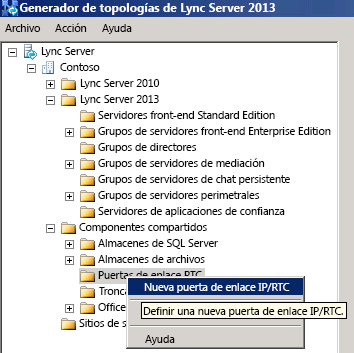 Generador de topologías de Lync Server 2013
Archivo Acción Ayuda
Lync Server
Contoso
Lync Server 2010
Lync Server 2013
Servidores front-end Standard Edition
Grupos de servidores front-end Enterprise Edition
Grupos de directores
Grupos de servidores de mediación
Grupos de servidores de chat persistente
Grupos de servidores perimetrales
Servidores de aplicaciones de confianza
Componentes compartidos
Almacenes de SQL Server
Almacenes de archivos
Puertas de enlace RTC
Nueva puerta de enlace IP/RTC
Tronca
Definir una nueva puerta de enlace IP/RTC.
Office
Sitios de s
Ayuda